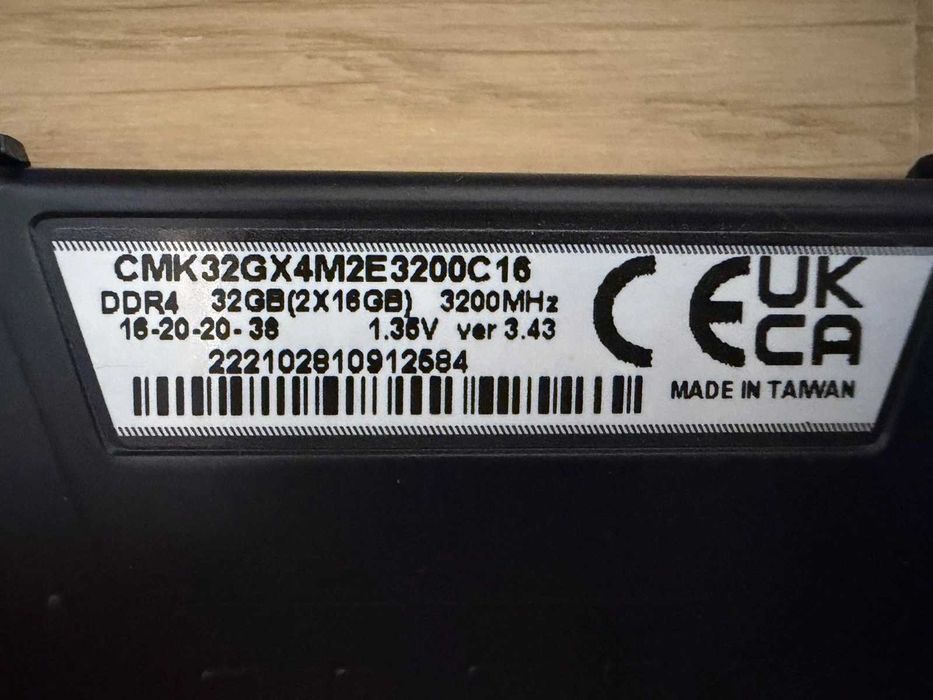 CMK32GX4M2E3200C16
DDR4 32GB(2X16GB) 3200MHz
16-20-20-38 1.35V ver 3.43
222102810912584
CE
UK
CA
MADE IN TAIWAN